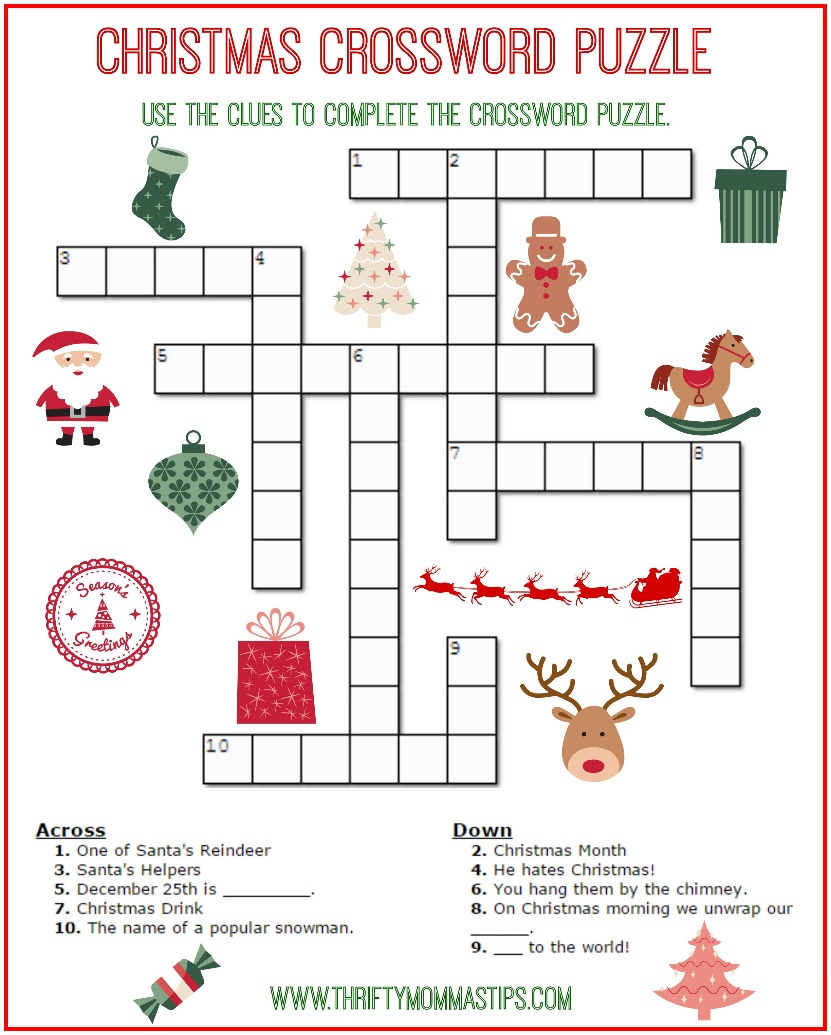 CHRISTMAS CROSSWORD PUZZLE
USE THE CLUES TO COMPLETE THE CROSSWORD PUZZLE.
1 2
3 4
5 6
7 8
Season's
Greetings
9
10
Across
1. One of Santa's Reindeer
3. Santa's Helpers
5. December 25th is __________.
7. Christmas Drink
10. The name of a popular snowman.
Down
2. Christmas Month
4. He hates Christmas!
6. You hang them by the chimney.
8. On Christmas morning we unwrap our
_______.
9. ___ to the world!
WWW.THRIFTYMOMMASTIPS.COM